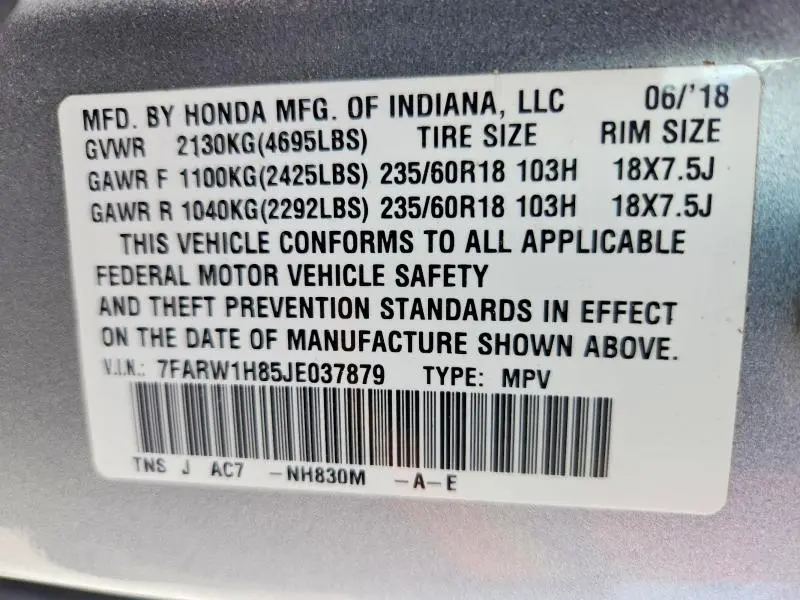 MFD. BY HONDA MFG. OF INDIANA, LLC 06/'18
GVWR 2130KG(4695LBS) TIRE SIZE RIM SIZE
GAWR F 1100KG(2425LBS) 235/60R18 103H 18X7.5J
GAWR R 1040KG(2292LBS) 235/60R18 103H 18X7.5J
THIS VEHICLE CONFORMS TO ALL APPLICABLE
FEDERAL MOTOR VEHICLE SAFETY
AND THEFT PREVENTION STANDARDS IN EFFECT
ON THE DATE OF MANUFACTURE SHOWN ABOVE.
V.I.N.: 7FARW1H85JE037879 TYPE: MPV
TNS J AC7 -NH830M -A-E